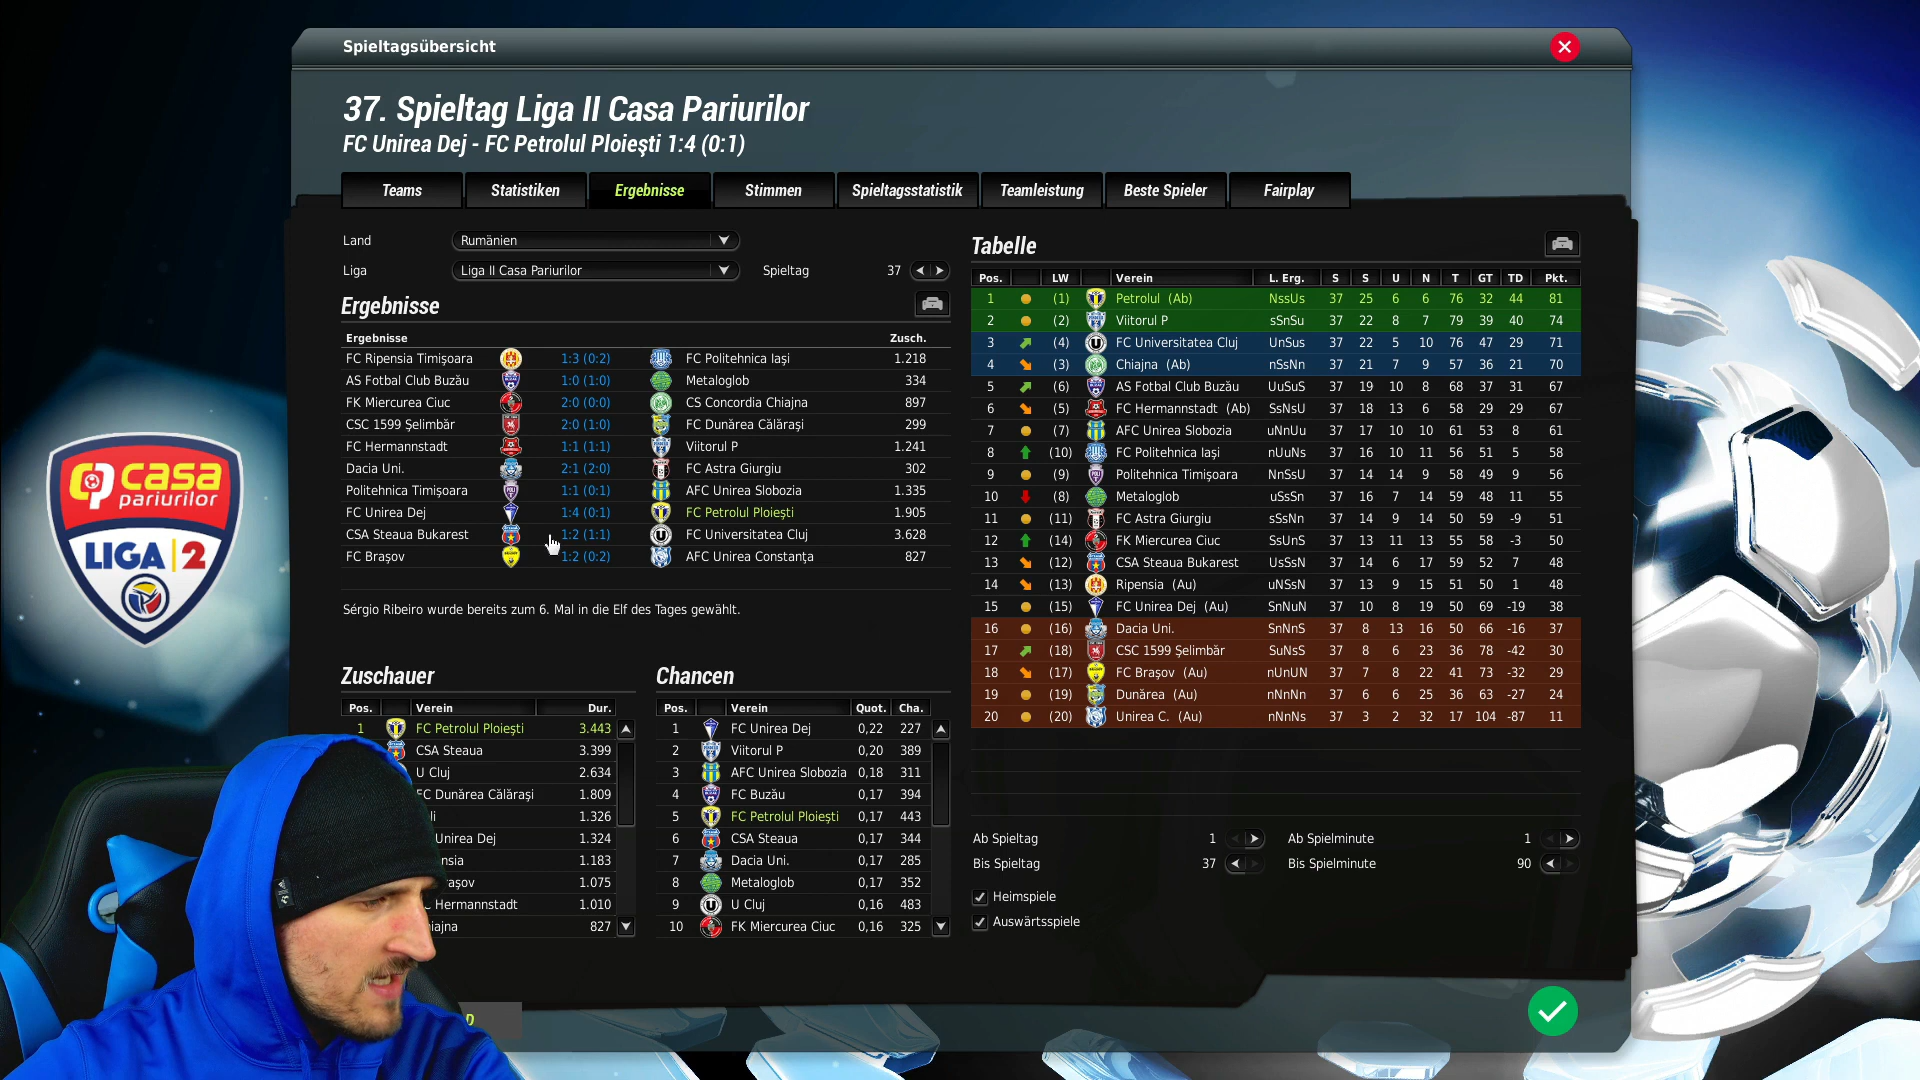 Spieltagsübersicht
37. Spieltag Liga II Casa Pariurilor
FC Unirea Dej - FC Petrolul Ploieşti 1:4 (0:1)
Teams Statistiken Ergebnisse Stimmen Spieltagsstatistik Teamleistung Beste Spieler Fairplay
Land Rumänien
Liga Liga II Casa Pariurilor Spieltag 37
Ergebnisse
Ergebnisse Zusch.
FC Ripensia Timişoara 1:3 (0:2) FC Politehnica Iaşi 1.218
AS Fotbal Club Buzău 1:0 (1:0) Metaloglob 334
FK Miercurea Ciuc 2:0 (0:0) CS Concordia Chiajna 897
CSC 1599 Şelimbăr 2:0 (1:0) FC Dunărea Călăraşi 299
FC Hermannstadt 1:1 (1:1) Viitorul P 1.241
Dacia Uni. 2:1 (2:0) FC Astra Giurgiu 302
Politehnica Timişoara 1:1 (0:1) AFC Unirea Slobozia 1.335
FC Unirea Dej 1:4 (0:1) FC Petrolul Ploieşti 1.905
CSA Steaua Bukarest 1:2 (1:1) FC Universitatea Cluj 3.628
FC Braşov 1:2 (0:2) AFC Unirea Constanţa 827
Sérgio Ribeiro wurde bereits zum 6. Mal in die Elf des Tages gewählt.
Zuschauer
Pos. Verein Dur.
1 FC Petrolul Ploieşti 3.443
CSA Steaua 3.399
U Cluj 2.634
FC Dunărea Călăraşi 1.809
1.326
Unirea Dej 1.324
1.183
1.075
Hermannstadt 1.010
827
Chancen
Pos. Verein Quot. Cha.
1 FC Unirea Dej 0,22 227
2 Viitorul P 0,20 389
3 AFC Unirea Slobozia 0,18 311
4 FC Buzău 0,17 394
5 FC Petrolul Ploieşti 0,17 443
6 CSA Steaua 0,17 344
7 Dacia Uni. 0,17 285
8 Metaloglob 0,17 352
9 U Cluj 0,16 483
10 FK Miercurea Ciuc 0,16 325
Tabelle
Pos. LW Verein L. Erg. S S U N T GT TD Pkt.
1 (1) Petrolul (Ab) NssUs 37 25 6 6 76 32 44 81
2 (2) Viitorul P sSnSu 37 22 8 7 79 39 40 74
3 (4) FC Universitatea Cluj UnSus 37 22 5 10 76 47 29 71
4 (3) Chiajna (Ab) nSsNn 37 21 7 9 57 36 21 70
5 (6) AS Fotbal Club Buzău UuSuS 37 19 10 8 68 37 31 67
6 (5) FC Hermannstadt (Ab) SsNsU 37 18 13 6 58 29 29 67
7 (7) AFC Unirea Slobozia uNnUu 37 17 10 10 61 53 8 61
8 (10) FC Politehnica Iaşi nUuNs 37 16 10 11 56 51 5 58
9 (9) Politehnica Timişoara NnSsU 37 14 14 9 58 49 9 56
10 (8) Metaloglob uSsSn 37 16 7 14 59 48 11 55
11 (11) FC Astra Giurgiu sSsNn 37 14 9 14 50 59 -9 51
12 (14) FK Miercurea Ciuc SsUnS 37 13 11 13 55 58 -3 50
13 (12) CSA Steaua Bukarest UsSsN 37 14 6 17 59 52 7 48
14 (13) Ripensia (Au) uNSsN 37 13 9 15 51 50 1 48
15 (15) FC Unirea Dej (Au) SnNuN 37 10 8 19 50 69 -19 38
16 (16) Dacia Uni. SnNnS 37 8 13 16 50 66 -16 37
17 (18) CSC 1599 Şelimbăr SuNsS 37 8 6 23 36 78 -42 30
18 (17) FC Braşov (Au) nUnUN 37 7 8 22 41 73 -32 29
19 (19) Dunărea (Au) nNnNn 37 6 6 25 36 63 -27 24
20 (20) Unirea C. (Au) nNnNs 37 3 2 32 17 104 -87 11
Ab Spieltag 1 Ab Spielminute 1
Bis Spieltag 37 Bis Spielminute 90
Heimspiele
Auswärtsspiele
casa
pariurilor
LIGA 2